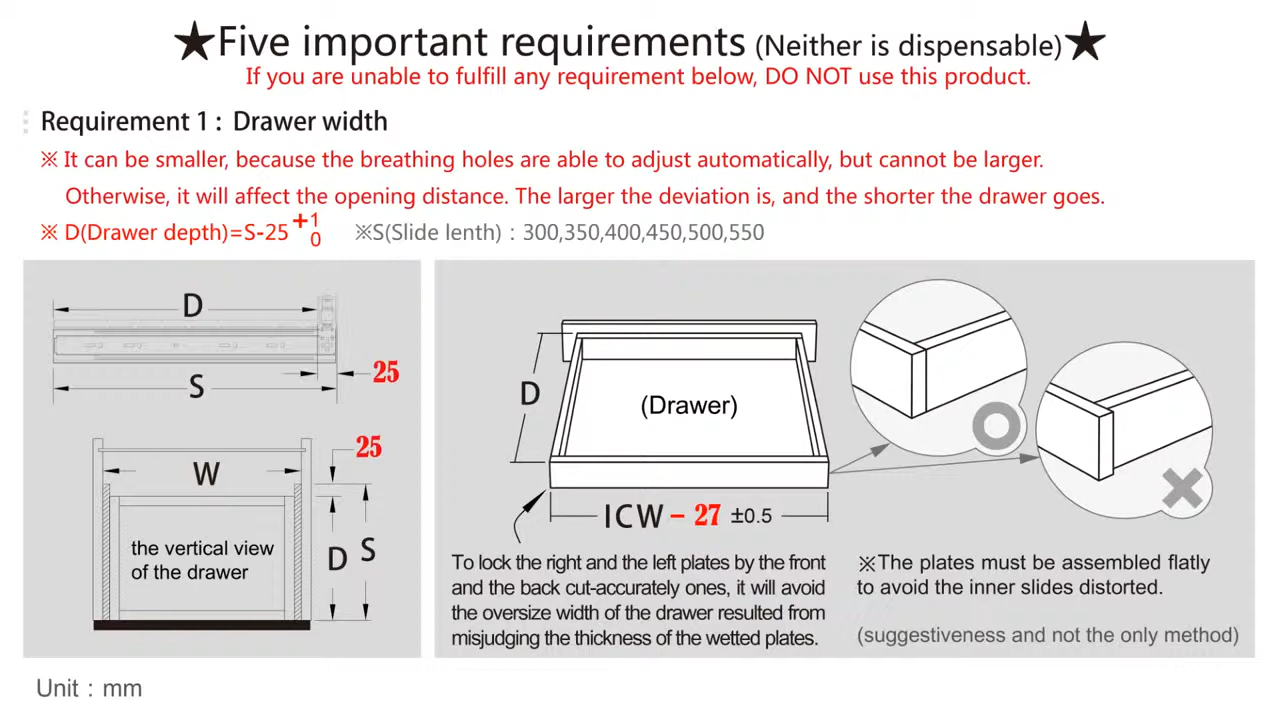 ★Five important requirements (Neither is dispensable)★
If you are unable to fulfill any requirement below, DO NOT use this product.
Requirement 1 : Drawer width
※ It can be smaller, because the breathing holes are able to adjust automatically, but cannot be larger.
Otherwise, it will affect the opening distance. The larger the deviation is, and the shorter the drawer goes.
※ D(Drawer depth)=S-25 +1 0 ※S(Slide lenth) : 300,350,400,450,500,550
D
25
S
25
W
the vertical view
of the drawer
D S
D
(Drawer)
ICW - 27 ±0.5
To lock the right and the left plates by the front
and the back cut-accurately ones, it will avoid
the oversize width of the drawer resulted from
misjudging the thickness of the wetted plates.
※The plates must be assembled flatly
to avoid the inner slides distorted.
(suggestiveness and not the only method)
Unit : mm